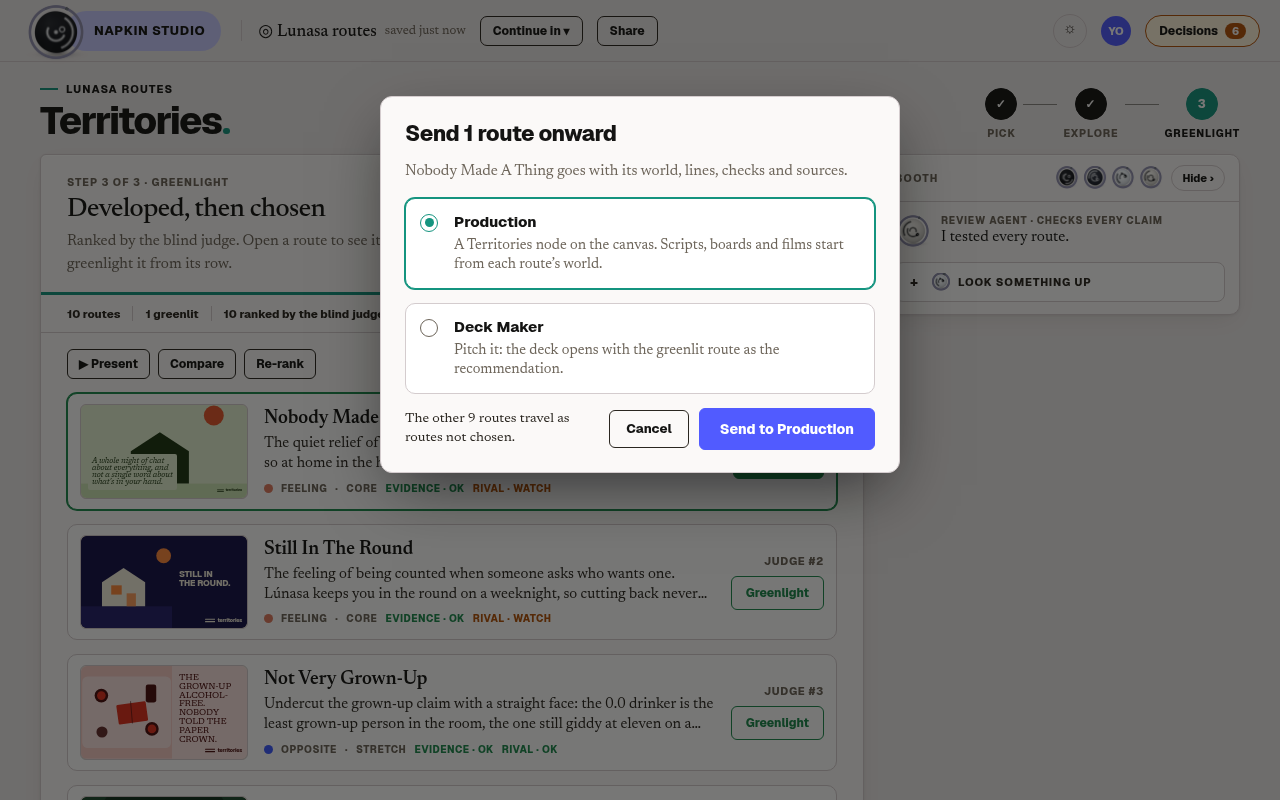 NAPKIN STUDIO
◎ Lunasa routes saved just now
Continue in ▾
Share
☼
YO
Decisions 6
LUNASA ROUTES
Territories.
✓
✓
3
PICK
EXPLORE
GREENLIGHT
STEP 3 OF 3 · GREENLIGHT
Developed, then chosen
Ranked by the blind judge. Open a route to see it
greenlight it from its row.
10 routes
1 greenlit
10 ranked by the blind judge
▶ Present
Compare
Re-rank
OOTH
Hide ›
REVIEW AGENT · CHECKS EVERY CLAIM
I tested every route.
+ LOOK SOMETHING UP
Send 1 route onward
Nobody Made A Thing goes with its world, lines, checks and sources.
Production
A Territories node on the canvas. Scripts, boards and films start
from each route’s world.
Deck Maker
Pitch it: the deck opens with the greenlit route as the
recommendation.
The other 9 routes travel as
routes not chosen.
Cancel
Send to Production
A whole night of chat
about everything, and
not a single word about
what's in your hand.
territories
Nobody Made
The quiet relief of
so at home in the
FEELING · CORE EVIDENCE · OK RIVAL · WATCH
STILL IN
THE ROUND.
territories
Still In The Round
The feeling of being counted when someone asks who wants one.
Lúnasa keeps you in the round on a weeknight, so cutting back never…
FEELING · CORE EVIDENCE · OK RIVAL · WATCH
JUDGE #2
Greenlight
THE
GROWN-UP
ALCOHOL-
FREE.
NOBODY
TOLD THE
PAPER
CROWN.
territories
Not Very Grown-Up
Undercut the grown-up claim with a straight face: the 0.0 drinker is the
least grown-up person in the room, the one still giddy at eleven on a…
OPPOSITE · STRETCH EVIDENCE · OK RIVAL · OK
JUDGE #3
Greenlight